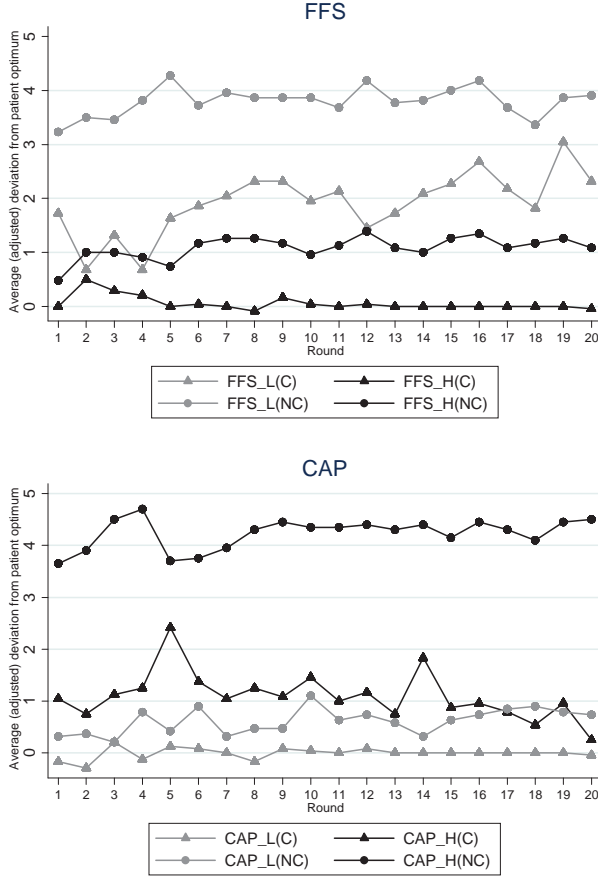 FFS
Average (adjusted) deviation from patient optimum
5
4
3
2
1
0
1 2 3 4 5 6 7 8 9 10 11 12 13 14 15 16 17 18 19 20
Round
FFS_L(C) FFS_H(C)
FFS_L(NC) FFS_H(NC)
CAP
Average (adjusted) deviation from patient optimum
5
4
3
2
1
0
1 2 3 4 5 6 7 8 9 10 11 12 13 14 15 16 17 18 19 20
Round
CAP_L(C) CAP_H(C)
CAP_L(NC) CAP_H(NC)